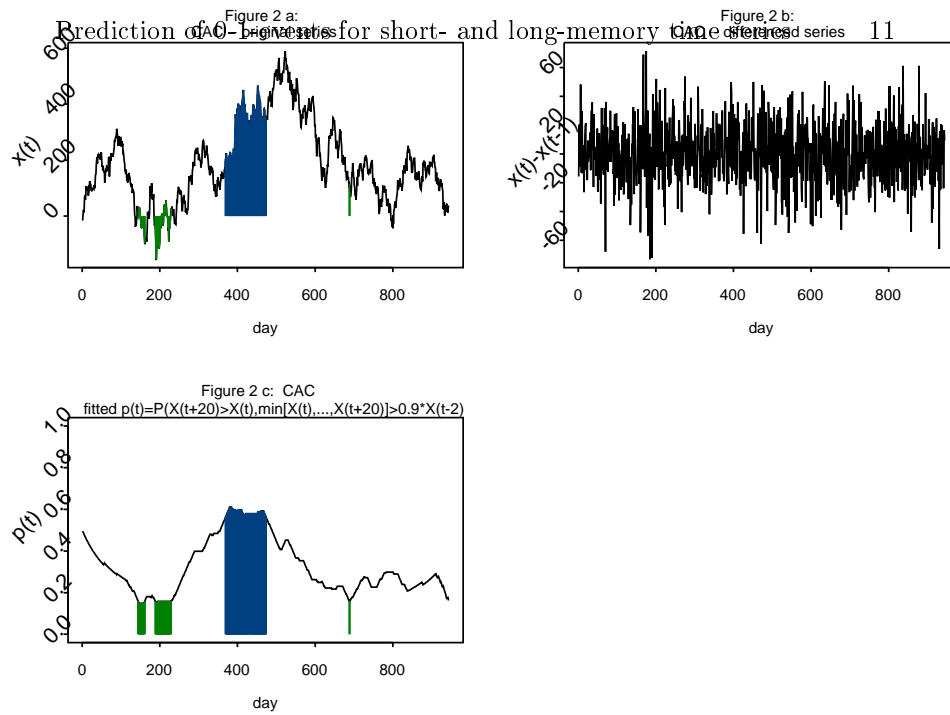 Prediction of 0-1-events for short- and long-memory time series 11
Figure 2 a:
CAC - original series
600
400
200
0
X(t)
0 200 400 600 800
day
Figure 2 b:
CAC - differenced series
60
20
-20
-60
X(t)-X(t-1)
0 200 400 600 800
day
Figure 2 c: CAC
fitted p(t)=P(X(t+20)>X(t),min[X(t),...,X(t+20)]>0.9*X(t-2)
1.0
0.8
0.6
0.4
0.2
0.0
p(t)
0 200 400 600 800
day